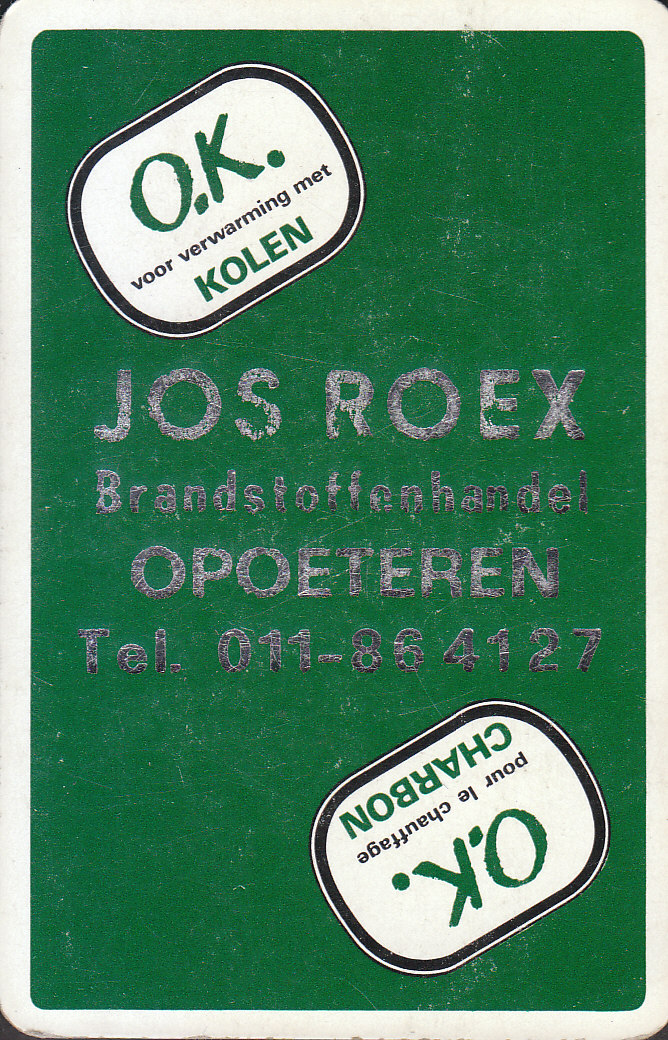 O.K.
voor verwarming met
KOLEN
JOS ROEX
Brandstoffenhandel
OPOETEREN
Tel. 011-86 41 27
O.K.
pour le chauffage
CHARBON